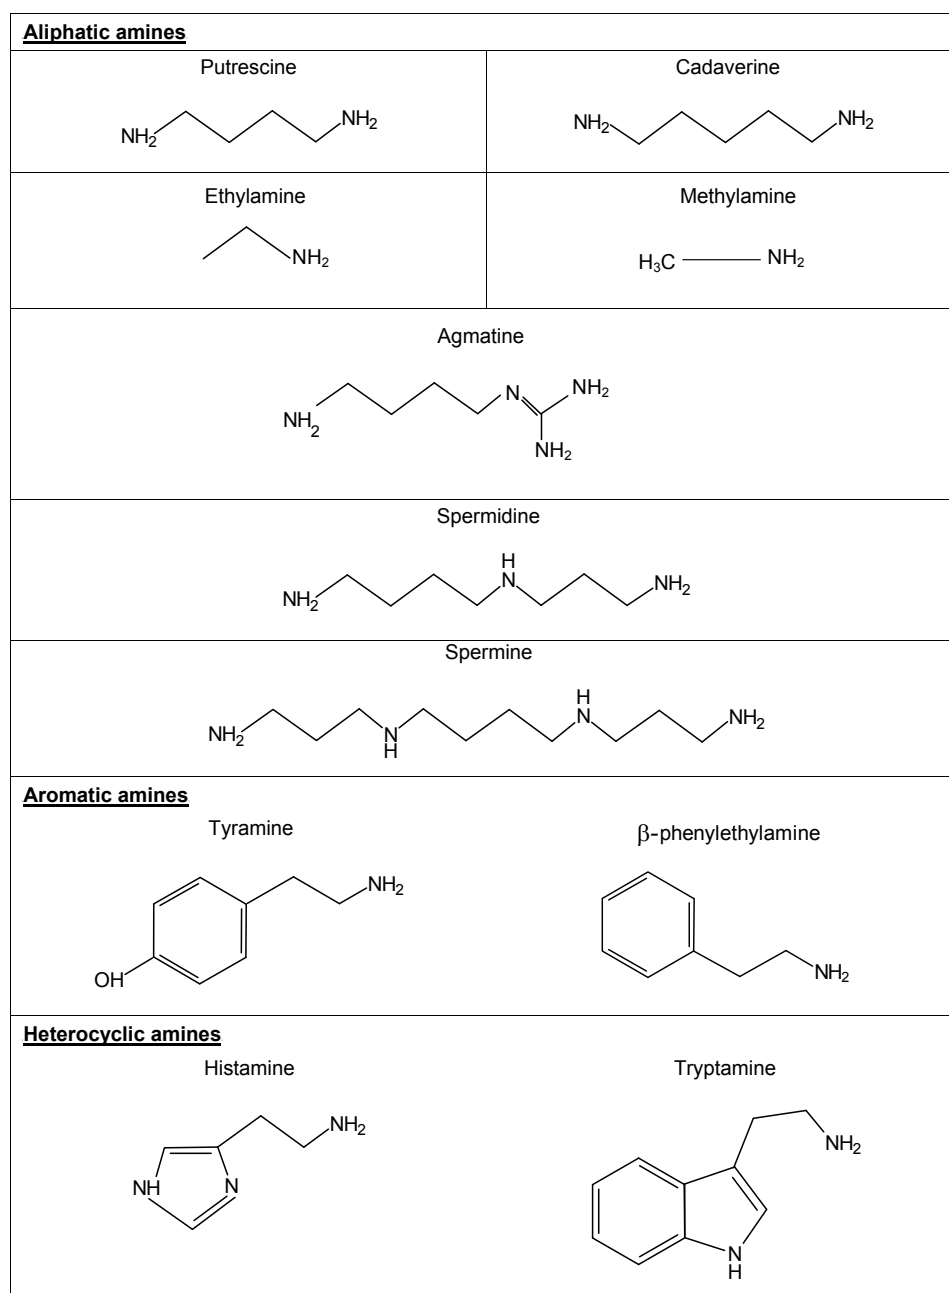 Aliphatic amines
Putrescine
Cadaverine
NH2
NH2
NH2
NH2
Ethylamine
Methylamine
NH2
H3C
NH2
Agmatine
N
NH2
NH2
NH2
Spermidine
H
N
NH2
NH2
Spermine
H
N
NH2
NH2
N
H
Aromatic amines
Tyramine
β-phenylethylamine
NH2
OH
NH2
Heterocyclic amines
Histamine
Tryptamine
NH2
NH2
NH
N
N
H